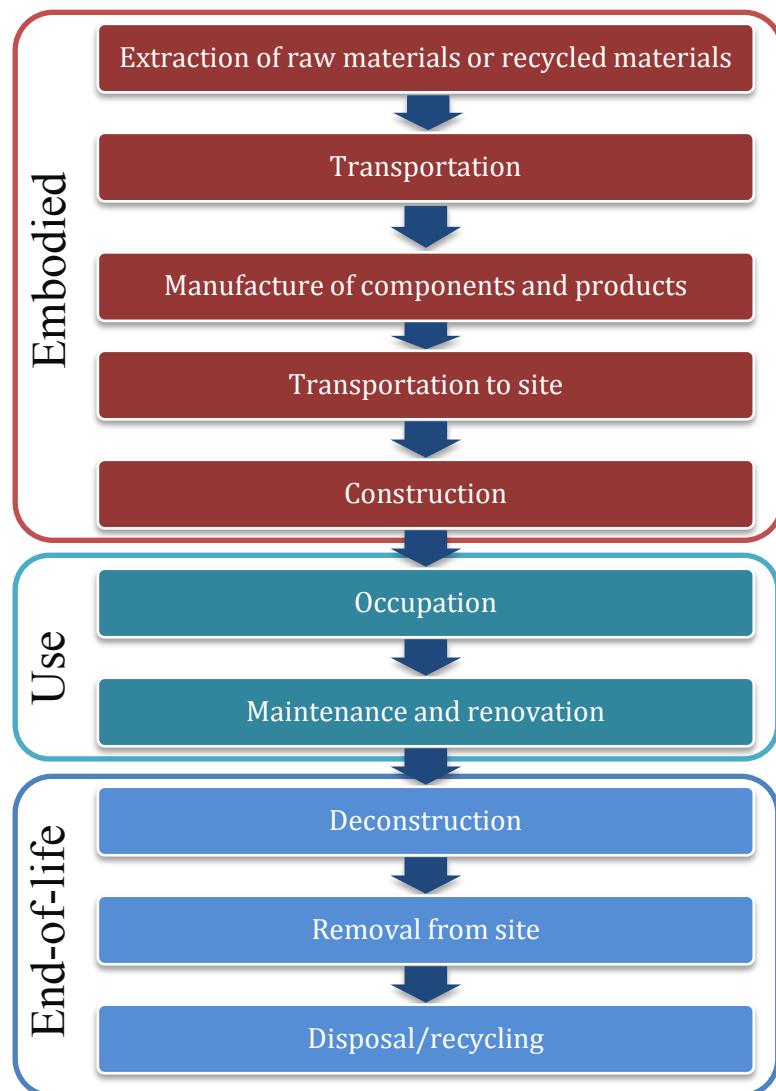 Embodied
Extraction of raw materials or recycled materials
Transportation
Manufacture of components and products
Transportation to site
Construction
Use
Occupation
Maintenance and renovation
End-of-life
Deconstruction
Removal from site
Disposal/recycling